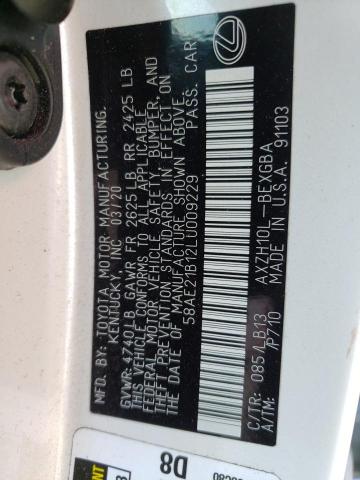 MFD. BY: TOYOTA MOTOR MANUFACTURING,
KENTUCKY, INC 03/20
GVWR: 4740 LB GAWR, FR 2625 LB, RR 2425 LB
THIS VEHICLE CONFORMS TO ALL APPLICABLE
FEDERAL MOTOR VEHICLE SAFETY, BUMPER, AND
THEFT PREVENTION STANDARDS IN EFFECT ON
DATE OF MANUFACTURE SHOWN ABOVE.
58AE21B12LU009229 PASS. CAR
C/TR: 085/LB13 AXZH10L-BEXGBA
A/TM: /P710 MADE IN U.S.A. 91103
D8